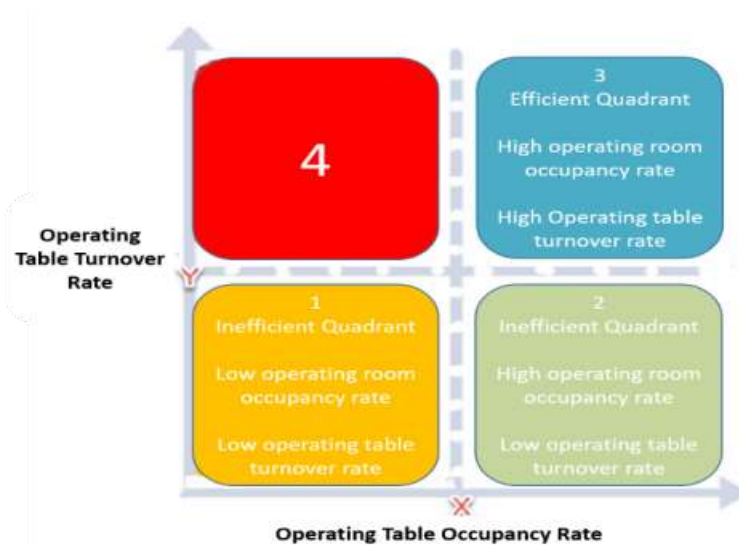 4
3
Efficient Quadrant
High operating room
occupancy rate
High Operating table
turnover rate
Operating
Table Turnover
Rate
Y
1
Inefficient Quadrant
Low operating room
occupancy rate
Low operating table
turnover rate
2
Inefficient Quadrant
High operating room
occupancy rate
Low operating table
turnover rate
X
Operating Table Occupancy Rate